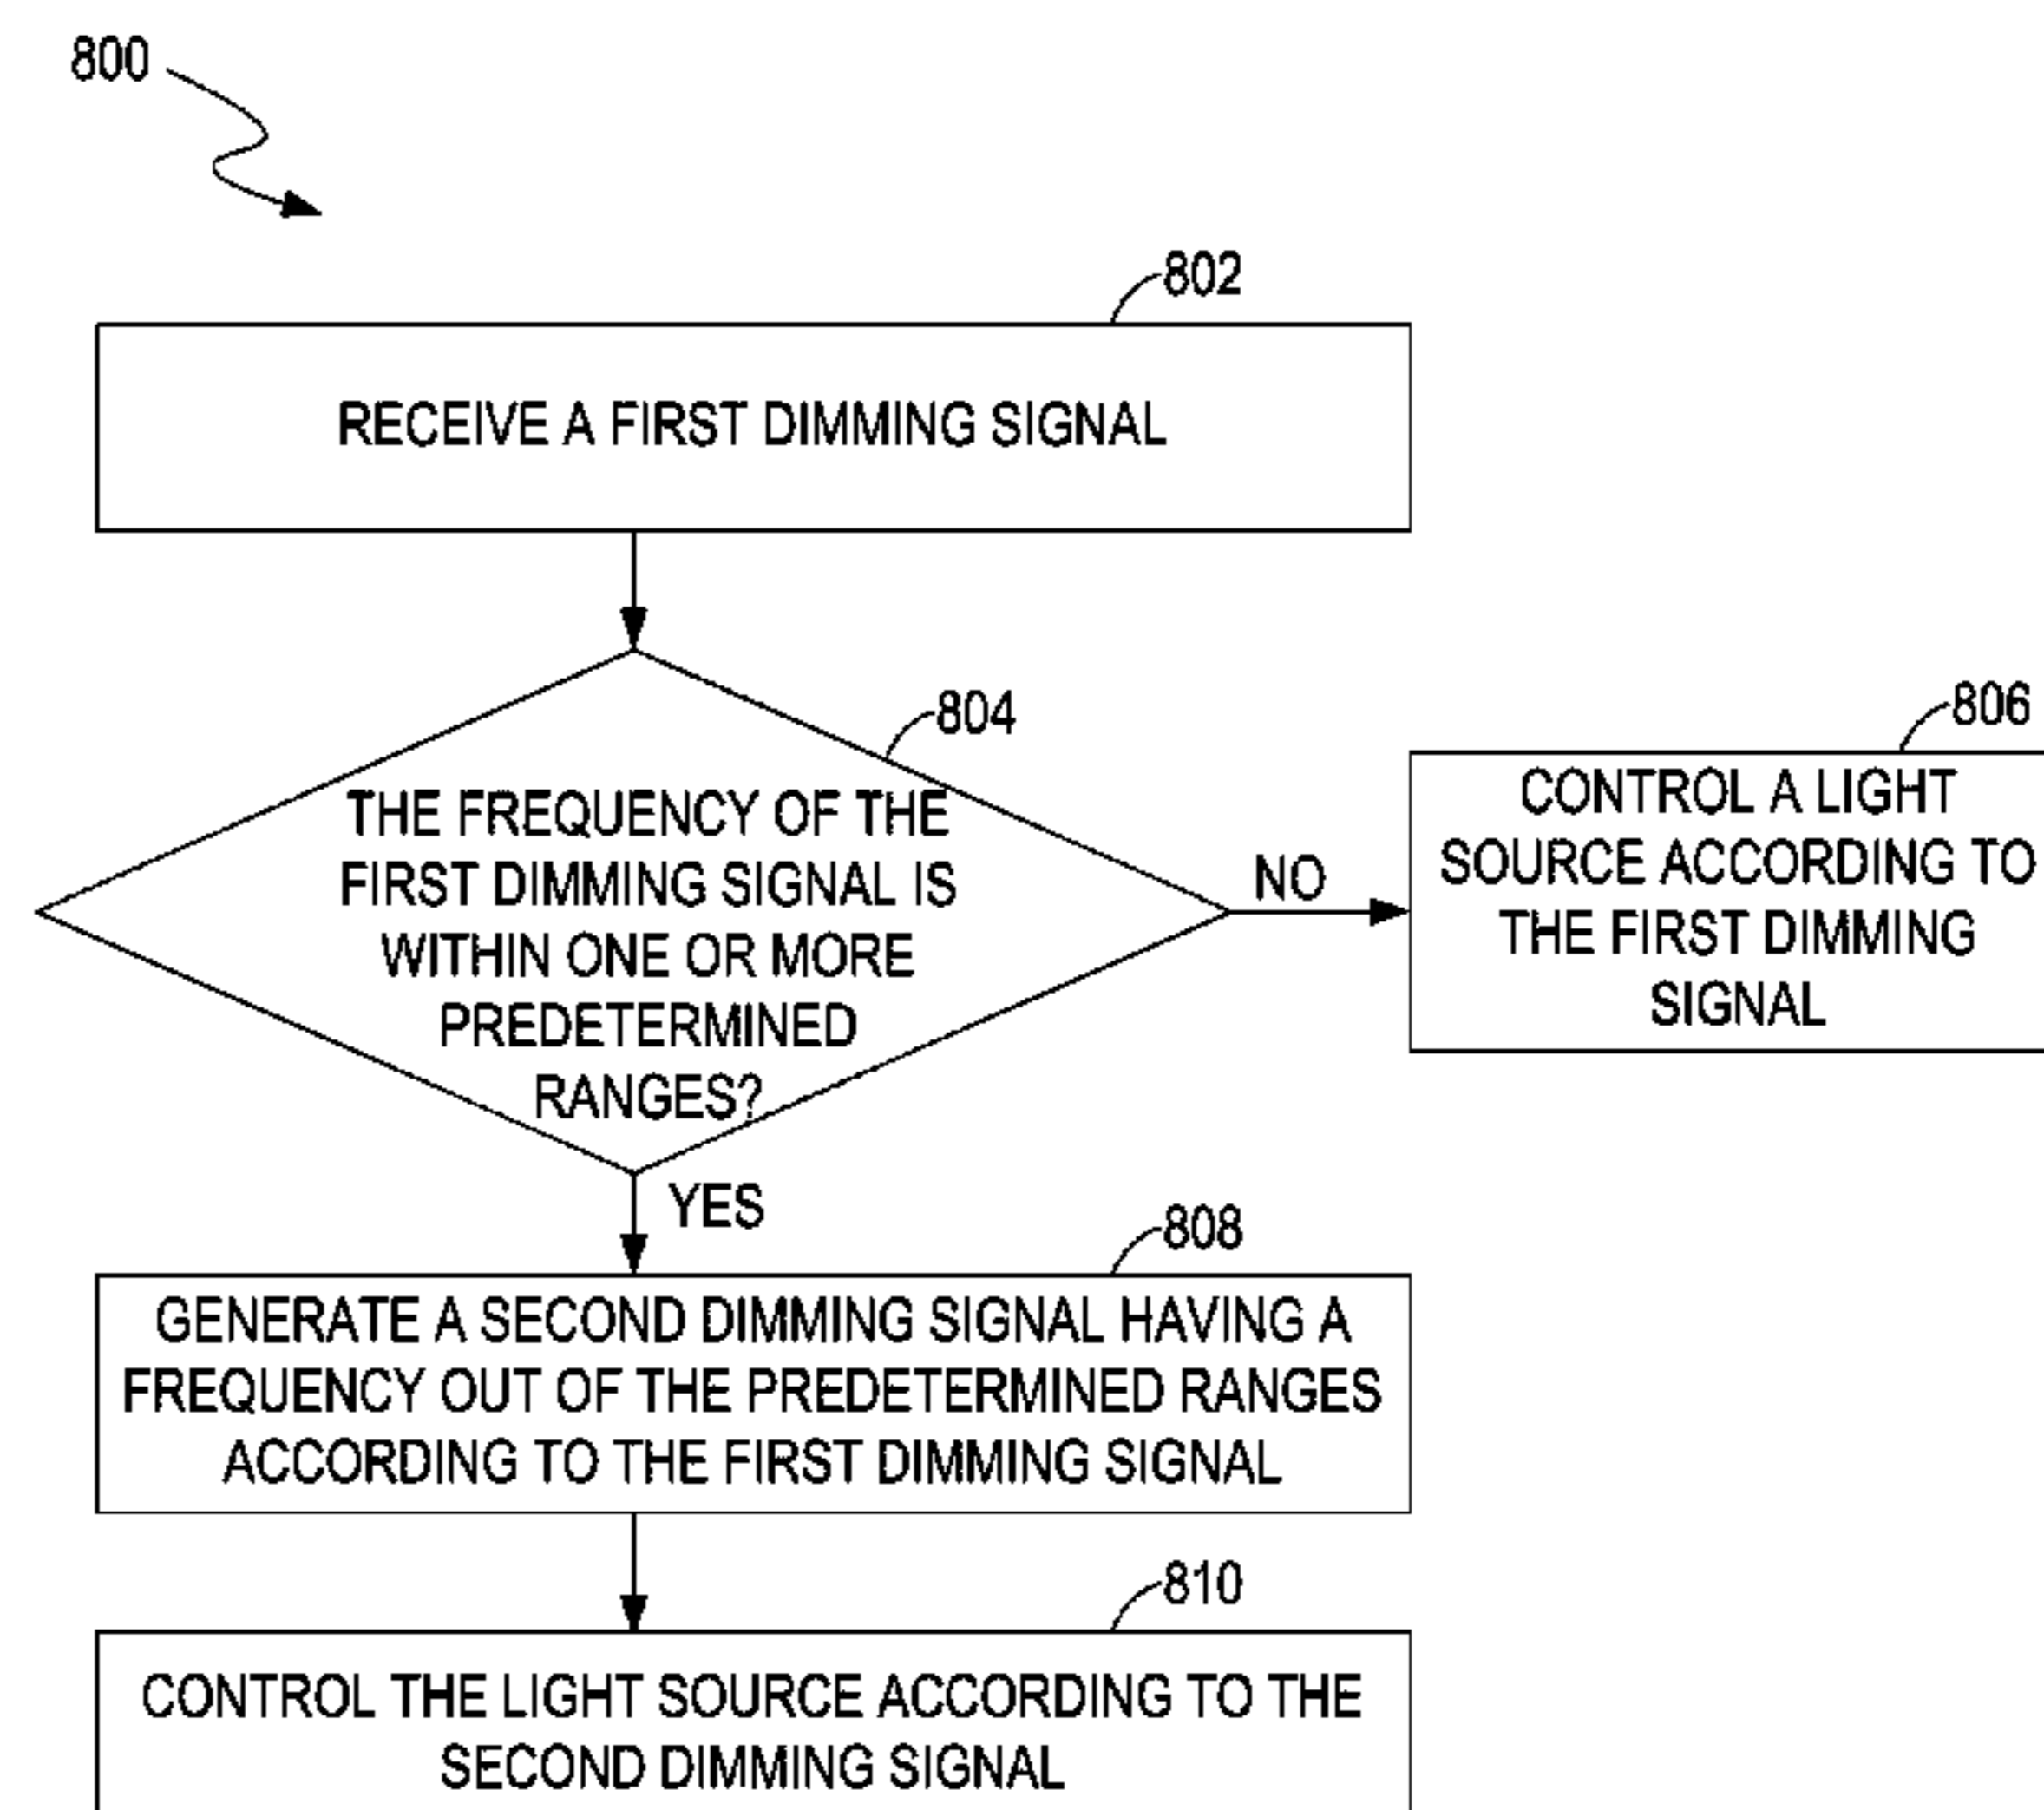 800
802
RECEIVE A FIRST DIMMING SIGNAL
804
THE FREQUENCY OF THE
FIRST DIMMING SIGNAL IS
WITHIN ONE OR MORE
PREDETERMINED
RANGES?
NO
806
CONTROL A LIGHT
SOURCE ACCORDING TO
THE FIRST DIMMING
SIGNAL
YES
808
GENERATE A SECOND DIMMING SIGNAL HAVING A
FREQUENCY OUT OF THE PREDETERMINED RANGES
ACCORDING TO THE FIRST DIMMING SIGNAL
810
CONTROL THE LIGHT SOURCE ACCORDING TO THE
SECOND DIMMING SIGNAL